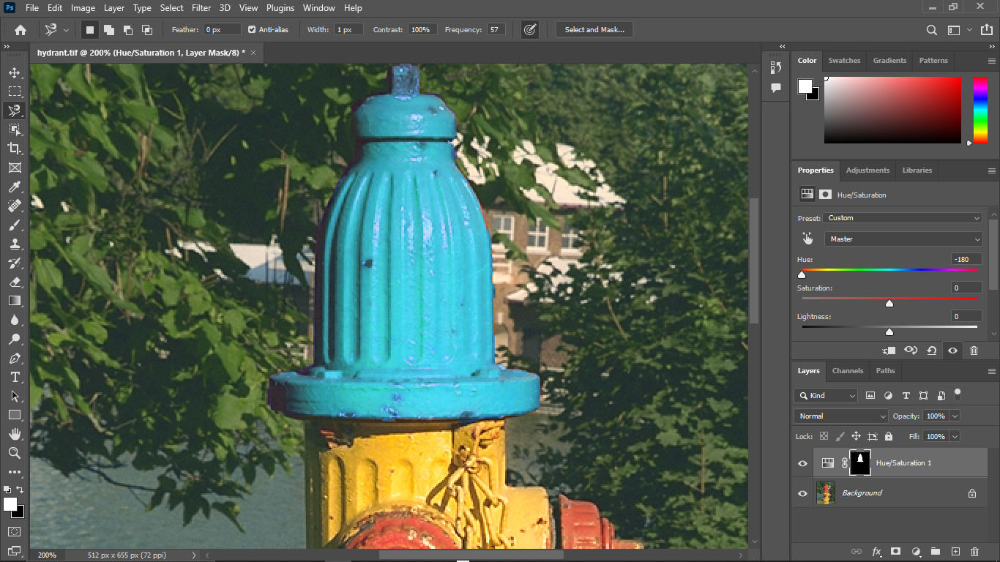 Ps File Edit Image Layer Type Select Filter 3D View Plugins Window Help
Feather: 0 px Anti-alias Width: 1 px Contrast: 100% Frequency: 57 Select and Mask...
hydrant.tif @ 200% (Hue/Saturation 1, Layer Mask/8) * ×
Color Swatches Gradients Patterns
Properties Adjustments Libraries
Hue/Saturation
Preset: Custom
Master
Hue: -180
Saturation: 0
Lightness: 0
Layers Channels Paths
Kind
Normal Opacity: 100%
Lock: Fill: 100%
Hue/Saturation 1
Background
200% 512 px x 655 px (72 ppi)